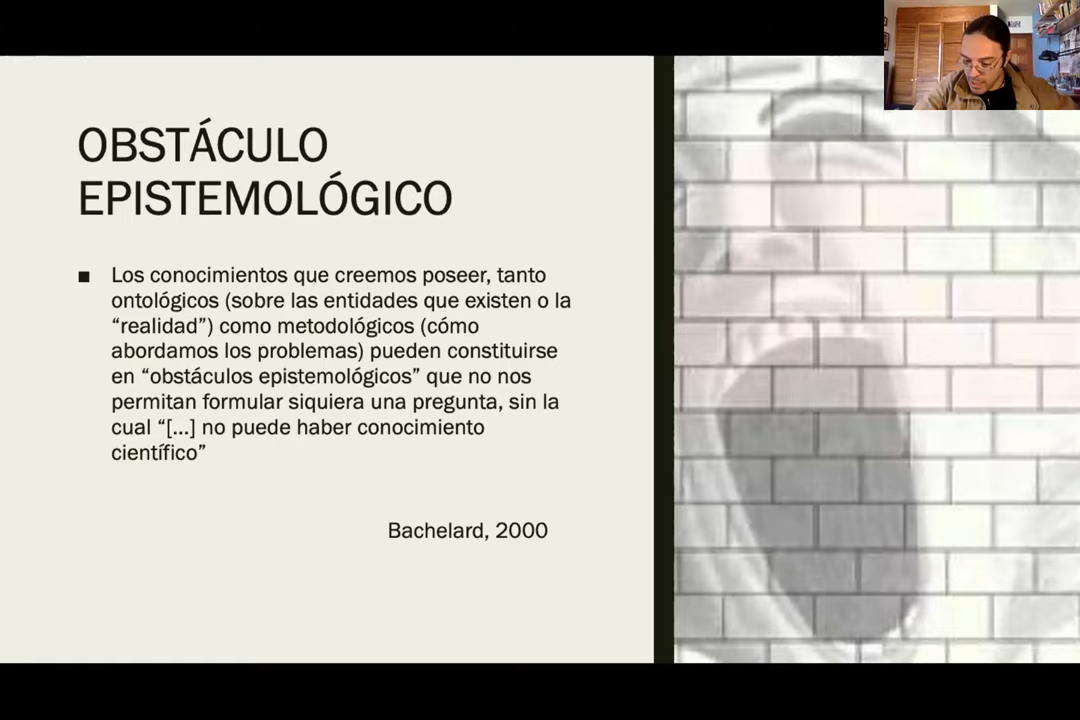 OBSTÁCULO
EPISTEMOLÓGICO
■ Los conocimientos que creemos poseer, tanto
ontológicos (sobre las entidades que existen o la
“realidad”) como metodológicos (cómo
abordamos los problemas) pueden constituirse
en “obstáculos epistemológicos” que no nos
permitan formular siquiera una pregunta, sin la
cual “[...] no puede haber conocimiento
científico”
Bachelard, 2000